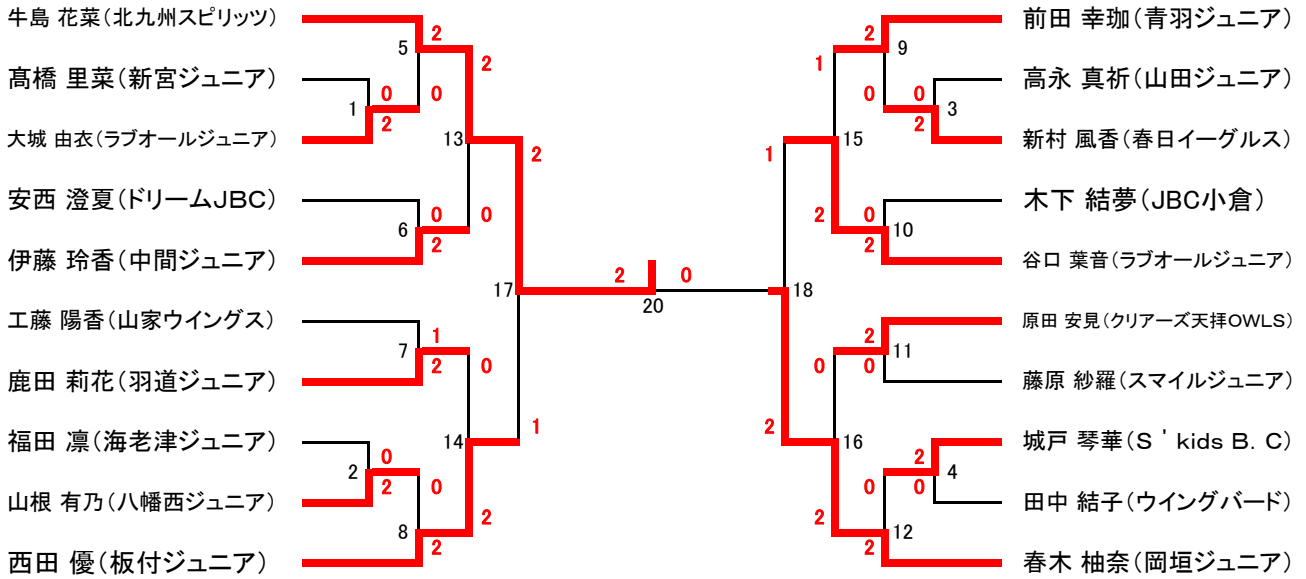 牛島 花菜(北九州スピリッツ)
髙橋 里菜(新宮ジュニア)
大城 由衣(ラブオールジュニア)
安西 澄夏(ドリームJBC)
伊藤 玲香(中間ジュニア)
工藤 陽香(山家ウイングス)
鹿田 莉花(羽道ジュニア)
福田 凛(海老津ジュニア)
山根 有乃(八幡西ジュニア)
西田 優(板付ジュニア)
5
2
1
0
0
2
13
2
6
0
0
2
17
2
7
1
2
0
14
1
2
0
2
0
8
2
2
2
0
20
前田 幸珈(青羽ジュニア)
高永 真祈(山田ジュニア)
新村 風香(春日イーグルス)
木下 結夢(JBC小倉)
谷口 葉音(ラブオールジュニア)
原田 安見(クリアーズ天拝OWLS)
藤原 紗羅(スマイルジュニア)
城戸 琴華(S'kids B.C)
田中 結子(ウイングバード)
春木 柚奈(岡垣ジュニア)
2
9
1
0
0
3
2
1
15
2
0
10
2
18
2
11
0
0
2
16
2
4
0
0
2
12
2